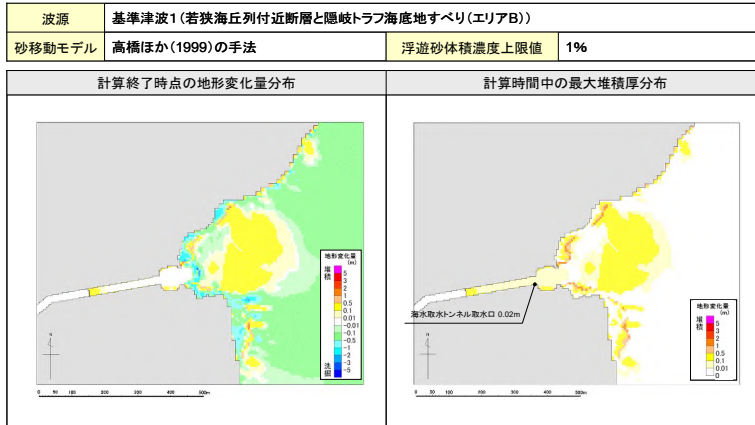 波源 基準津波1(若狭海丘列付近断層と隠岐トラフ海底地すべり(エリアB))
砂移動モデル 高橋ほか(1999)の手法 浮遊砂体積濃度上限値 1%
計算終了時点の地形変化量分布 計算時間中の最大堆積厚分布
地形変化量
(m)
堆積
5
3
2
1
0.5
0.1
0.01
-0.01
-0.1
-0.5
-1
-2
-3
-5
洗掘
N
0 50 100 200 300 400 500m
海水取水トンネル取水口 0.02m
地形変化量
(m)
堆積
5
3
2
1
0.5
0.1
0.01
0
N
0 50 100 200 300 400 500m